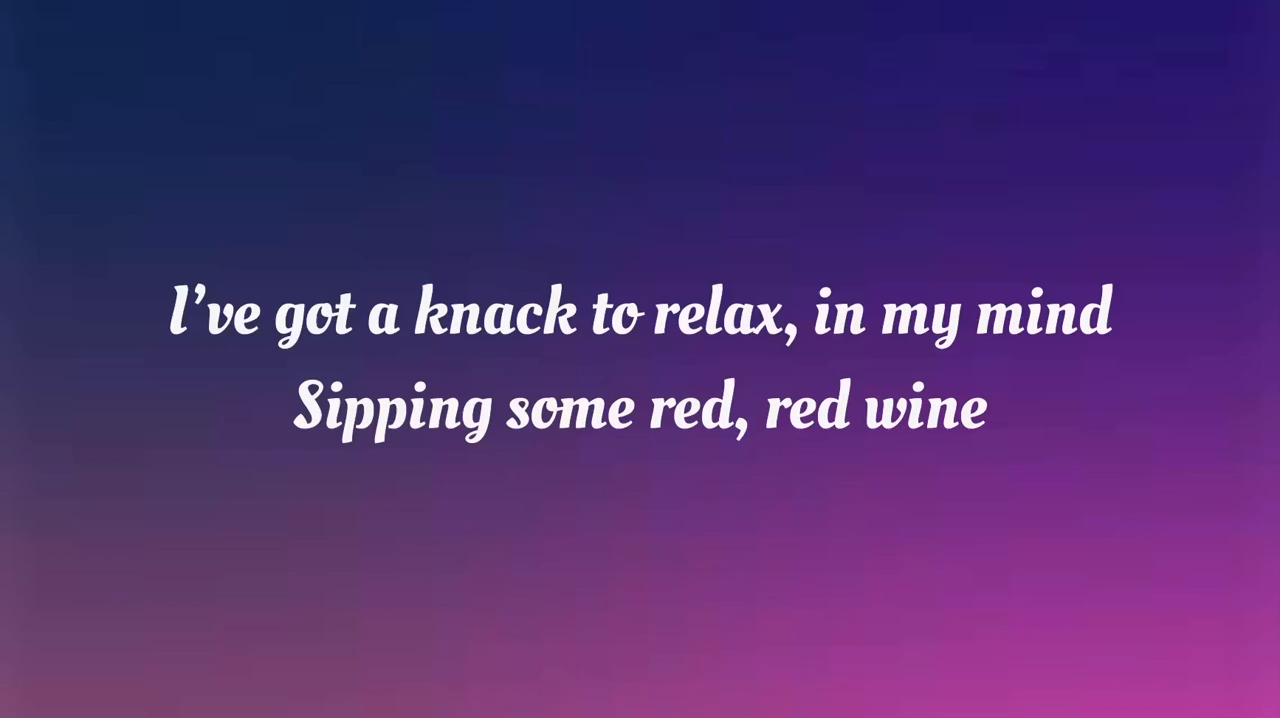 I’ve got a knack to relax, in my mind
Sipping some red, red wine